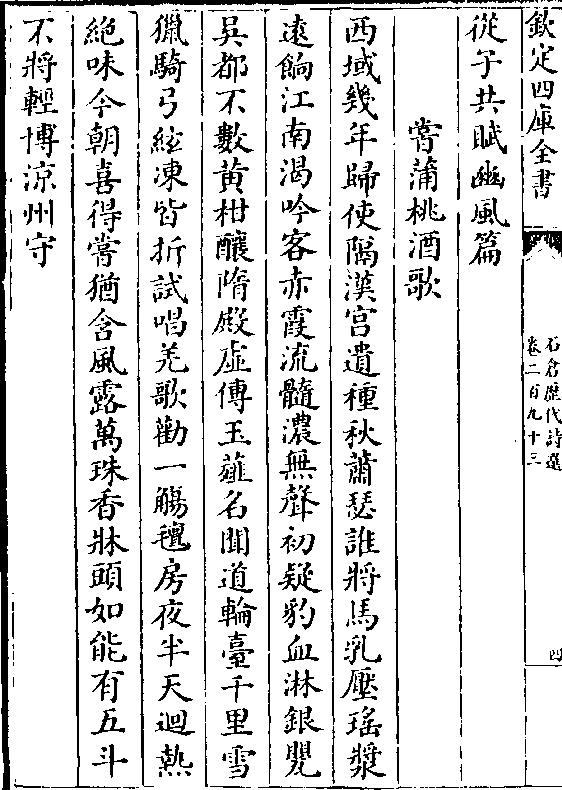 欽定四庫全書
石倉歷代詩選
卷二百九十三
四
從子共賦豳風篇
嘗蒲桃酒歌
西域幾年歸使隔漢宫遺種秋蕭瑟誰將馬乳壓瑤漿
逺餉江南渴吟客赤霞流髓濃無聲初疑豹血淋銀甖
吳都不數黄柑釀隋殿虛傳玉薤名聞道輪臺千里雪
獵騎弓絃凍皆折試唱羌歌勸一觴氊房夜半天迴熱
絶味今朝喜得嘗猶含風露萬珠香牀頭如能有五斗
不將輕博涼州守